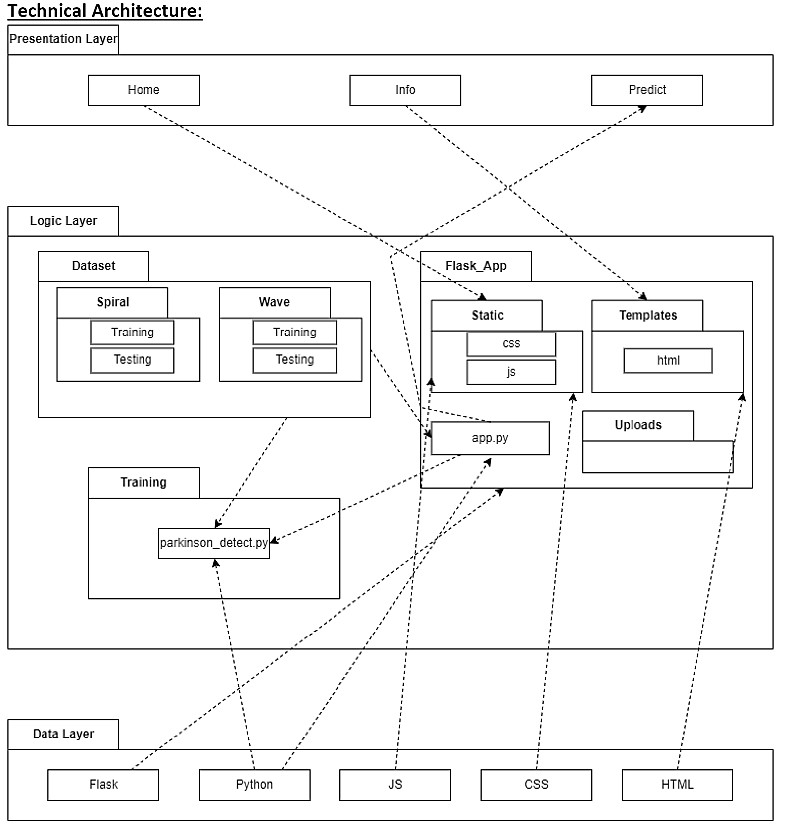 Technical Architecture:
Presentation Layer
Home
Info
Predict
Logic Layer
Dataset
Flask_App
Spiral
Wave
Static
Templates
Training
Testing
Training
Testing
css
js
html
app.py
Uploads
Training
parkinson_detect.py
Data Layer
Flask
Python
JS
CSS
HTML